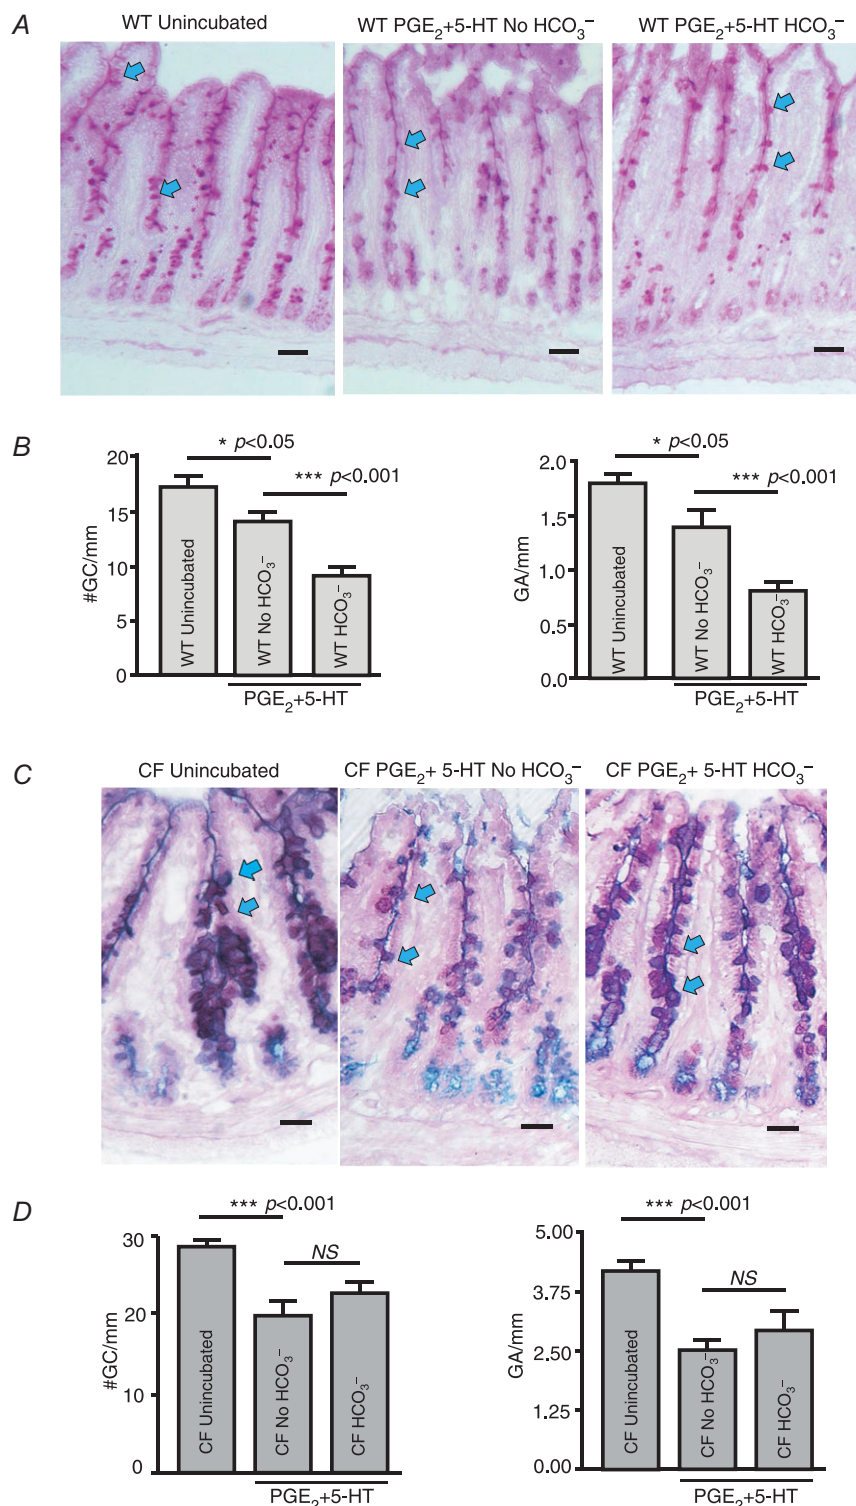 A
WT Unincubated
WT PGE₂+5-HT No HCO₃⁻
WT PGE₂+5-HT HCO₃⁻
B
#GC/mm
20
15
10
5
0
* p<0.05
*** p<0.001
WT Unincubated
WT No HCO₃⁻
WT HCO₃⁻
PGE₂+5-HT
GA/mm
2.0
1.5
1.0
0.5
0.0
* p<0.05
*** p<0.001
WT Unincubated
WT No HCO₃⁻
WT HCO₃⁻
PGE₂+5-HT
C
CF Unincubated
CF PGE₂+ 5-HT No HCO₃⁻
CF PGE₂+ 5-HT HCO₃⁻
D
#GC/mm
30
20
10
0
*** p<0.001
NS
CF Unincubated
CF No HCO₃⁻
CF HCO₃⁻
PGE₂+5-HT
GA/mm
5.00
3.75
2.50
1.25
0.00
*** p<0.001
NS
CF Unincubated
CF No HCO₃⁻
CF HCO₃⁻
PGE₂+5-HT